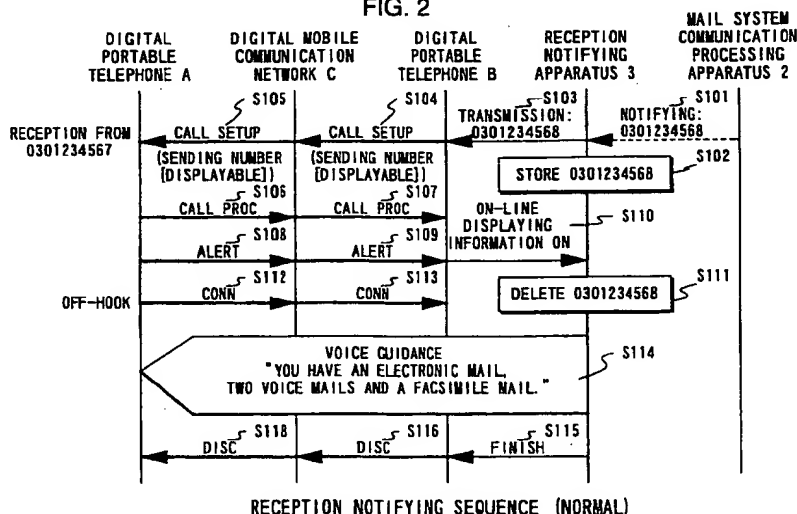 FIG. 2
DIGITAL PORTABLE TELEPHONE A
DIGITAL MOBILE COMMUNICATION NETWORK C
DIGITAL PORTABLE TELEPHONE B
RECEPTION NOTIFYING APPARATUS 3
MAIL SYSTEM COMMUNICATION PROCESSING APPARATUS 2
S105
S104
S103
S101
RECEPTION FROM 0301234567
CALL SETUP
CALL SETUP
TRANSMISSION: 0301234568
NOTIFYING: 0301234568
(SENDING NUMBER [DISPLAYABLE])
(SENDING NUMBER [DISPLAYABLE])
STORE 0301234568
S102
S106
S107
CALL PROC
CALL PROC
ON-LINE DISPLAYING INFORMATION ON
S110
S108
S109
ALERT
ALERT
S112
S113
S111
OFF-HOOK
CONN
CONN
DELETE 0301234568
VOICE GUIDANCE
"YOU HAVE AN ELECTRONIC MAIL,
TWO VOICE MAILS AND A FACSIMILE MAIL."
S114
S118
S116
S115
DISC
DISC
FINISH
RECEPTION NOTIFYING SEQUENCE (NORMAL)